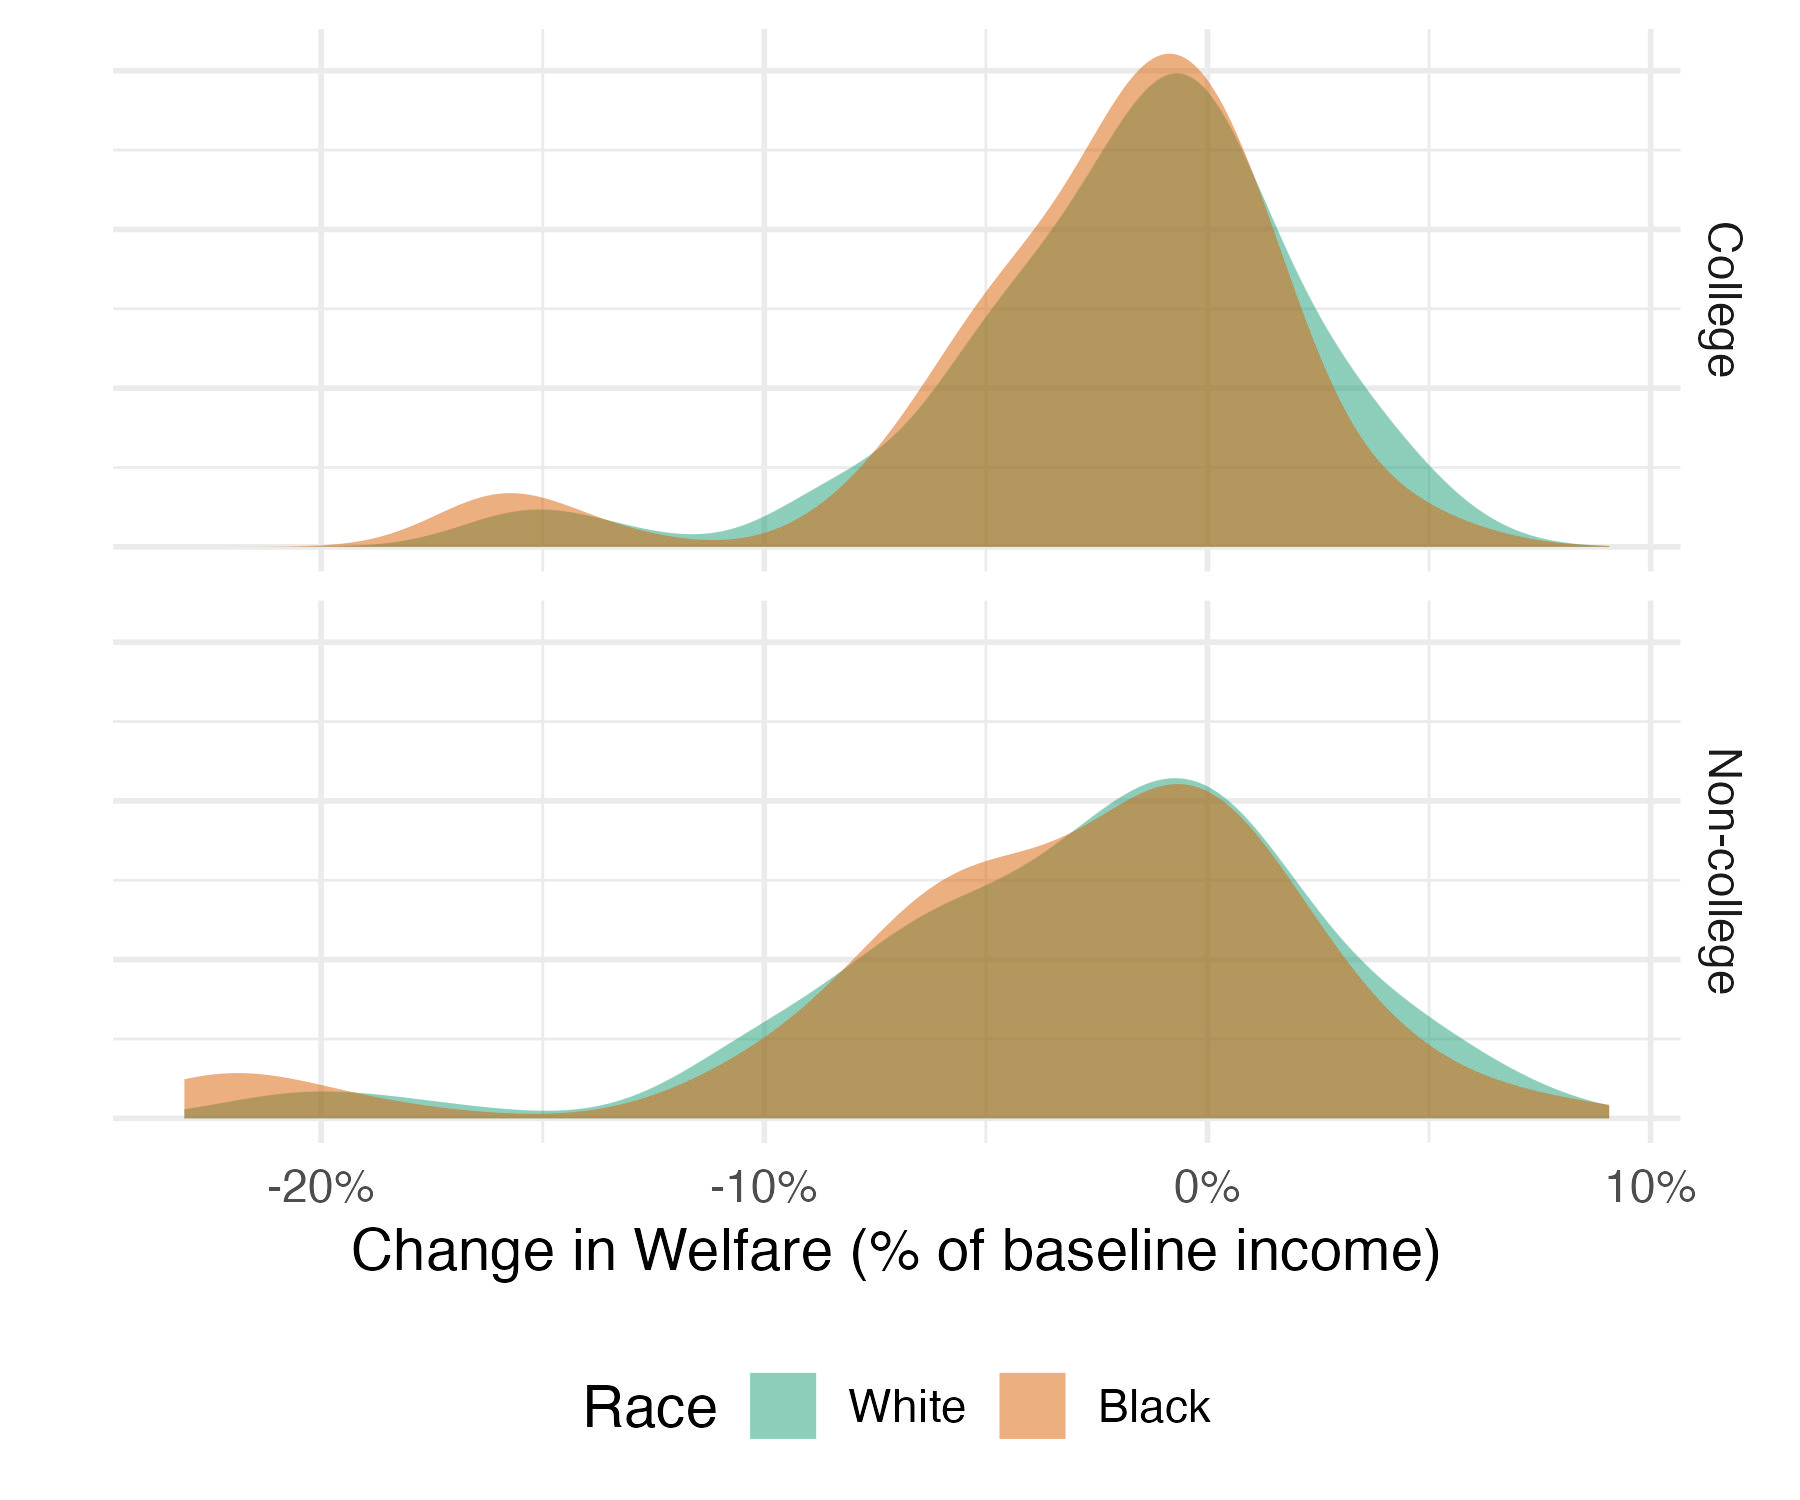 College
Non-college
-20% -10% 0% 10%
Change in Welfare (% of baseline income)
Race White Black